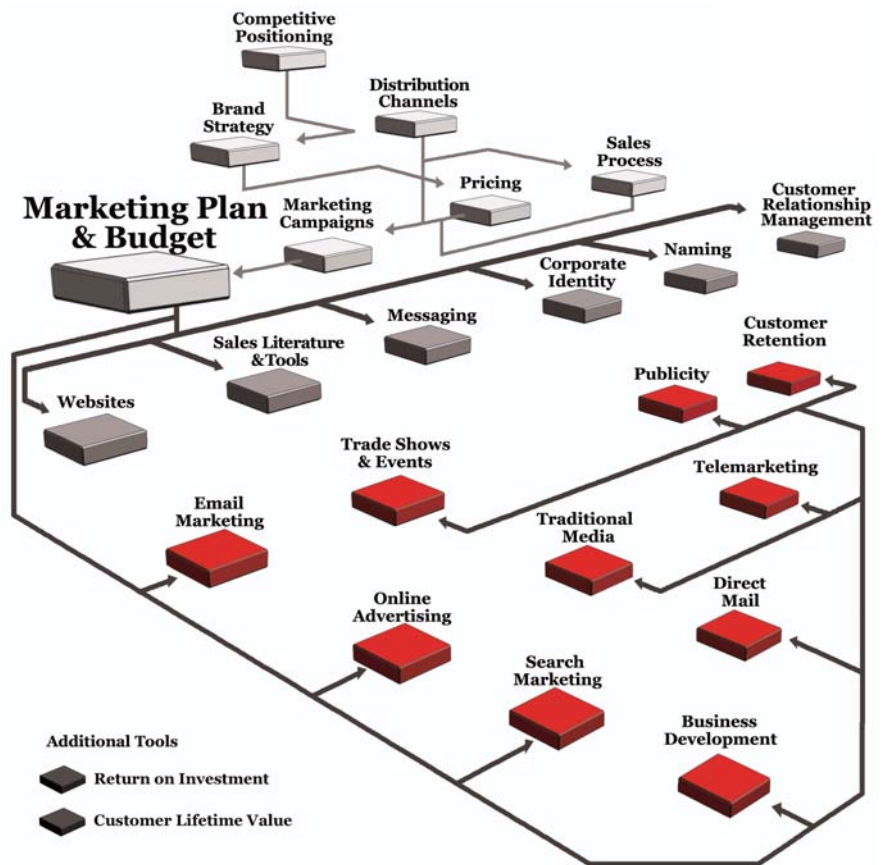 Competitive
Positioning
Distribution
Channels
Brand
Strategy
Sales
Process
Pricing
Marketing
Campaigns
Customer
Relationship
Management
Marketing Plan
& Budget
Naming
Corporate
Identity
Messaging
Sales Literature
&Tools
Websites
Customer
Retention
Publicity
Trade Shows
& Events
Telemarketing
Email
Marketing
Traditional
Media
Direct
Mail
Online
Advertising
Search
Marketing
Business
Development
Additional Tools
Return on Investment
Customer Lifetime Value